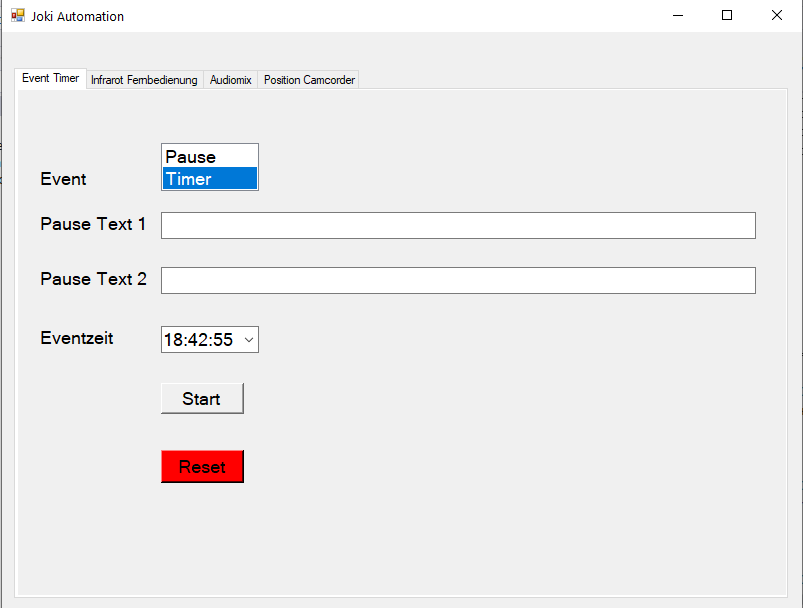 Joki Automation
Event Timer Infrarot Fernbedienung Audiomix Position Camcorder
Pause
Event Timer
Pause Text 1
Pause Text 2
Eventzeit 18:42:55
Start
Reset